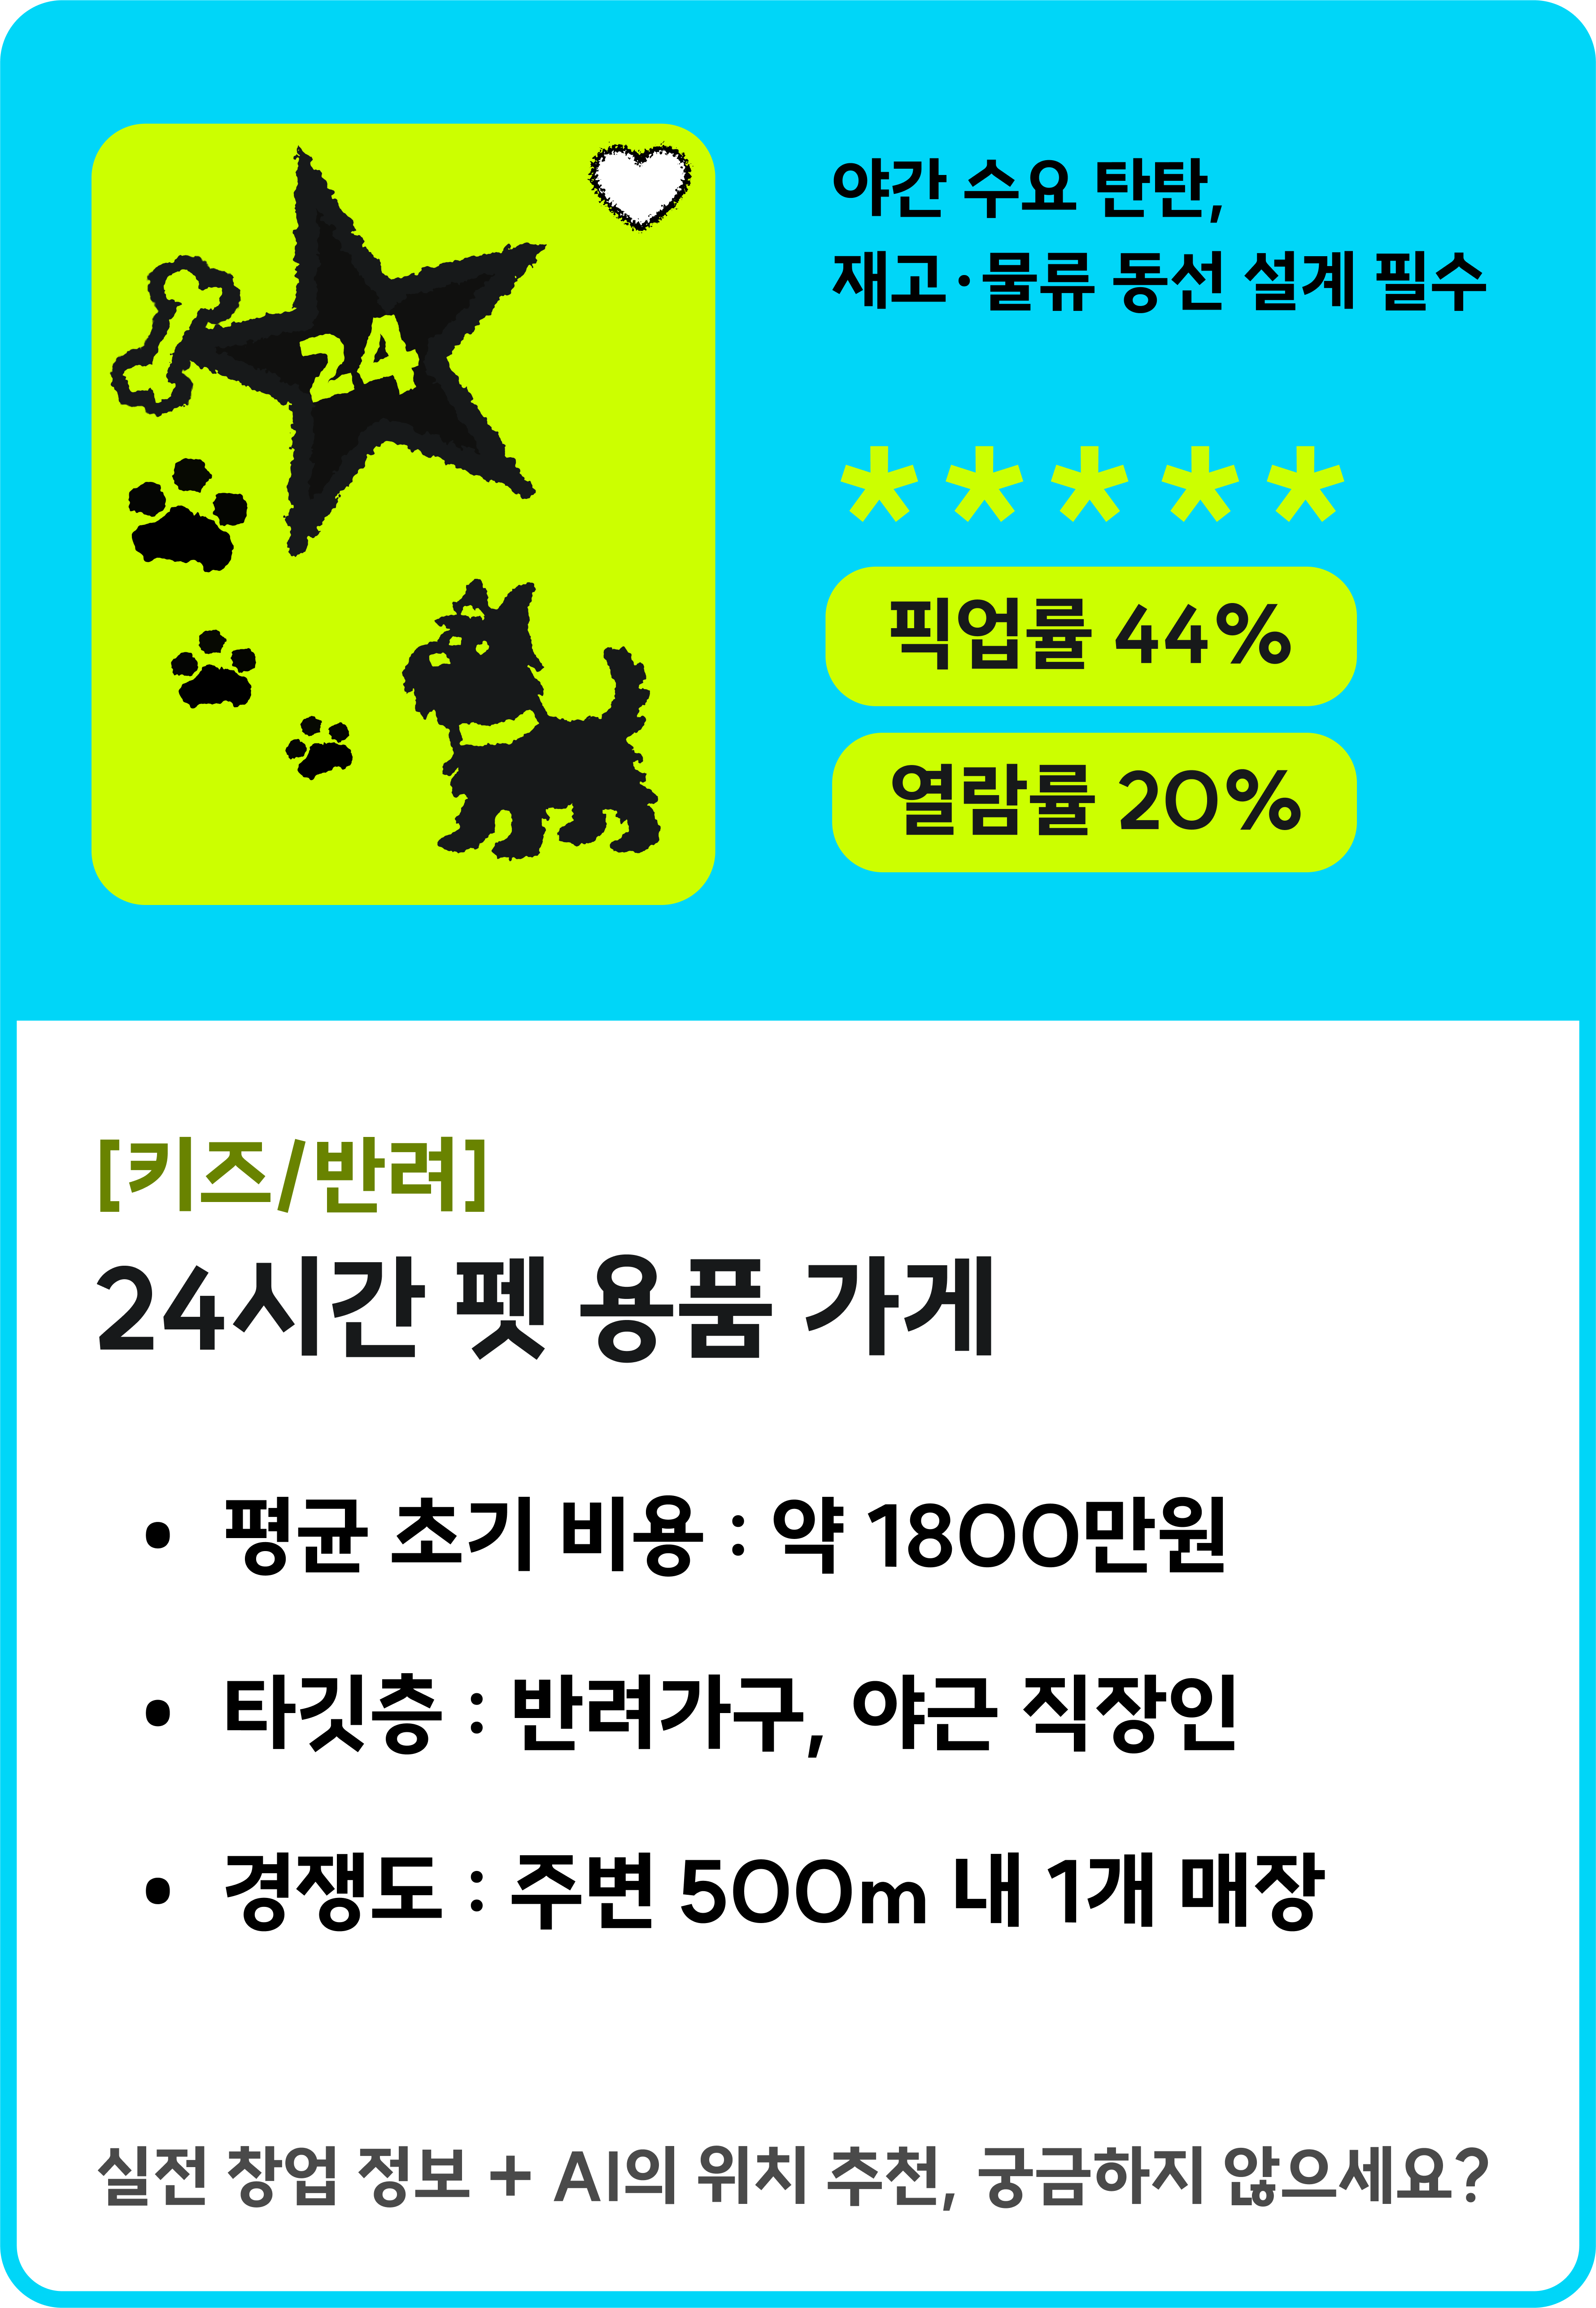 24
야간 수요 탄탄,
재고·물류 동선 설계 필수
*****
픽업률 44%
열람률 20%
[키즈/반려]
24시간 펫 용품 가게
• 평균 초기 비용 : 약 1800만원
• 타깃층 : 반려가구, 야근 직장인
• 경쟁도 : 주변 500m 내 1개 매장
실전 창업 정보 + AI의 위치 추천, 궁금하지 않으세요?